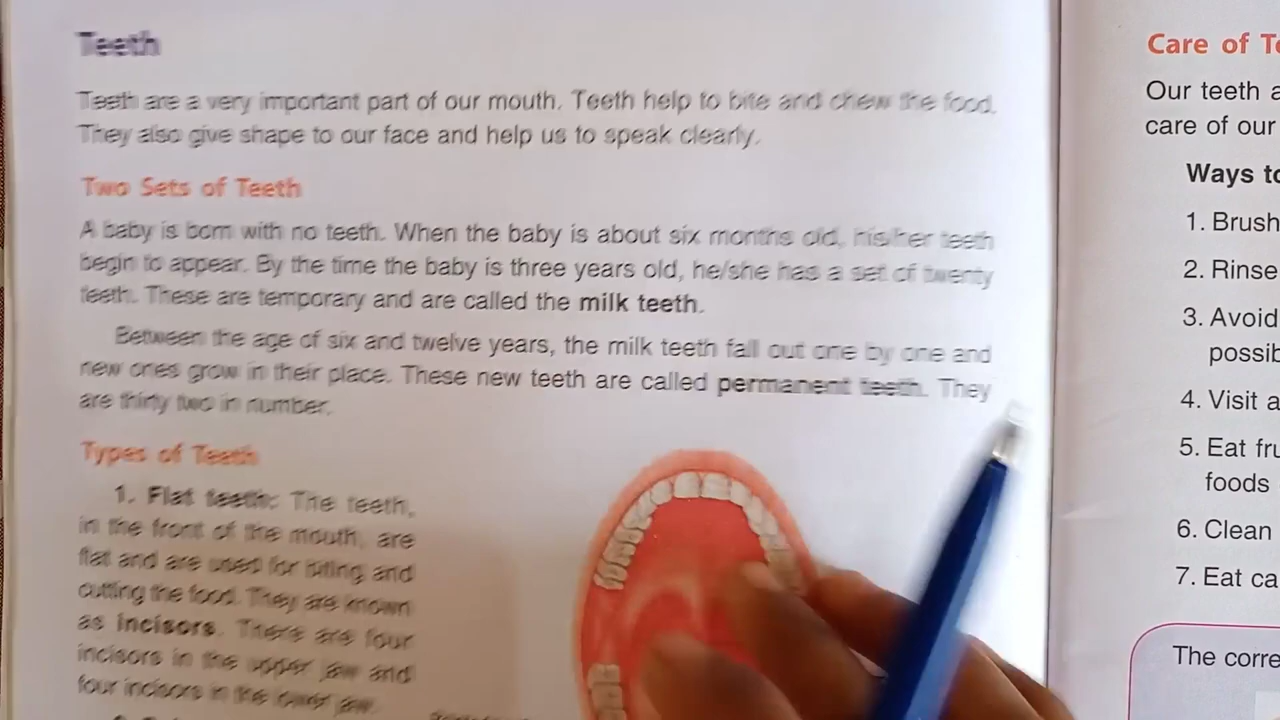 Teeth
Teeth are a very important part of our mouth. Teeth help to bite and chew the food.
They also give shape to our face and help us to speak clearly.
Two Sets of Teeth
A baby is born with no teeth. When the baby is about six months old, his/her teeth
begin to appear. By the time the baby is three years old, he/she has a set of twenty
teeth. These are temporary and are called the milk teeth.
Between the age of six and twelve years, the milk teeth fall out one by one and
new ones grow in their place. These new teeth are called permanent teeth. They
are thirty two in number.
Types of Teeth
1. Flat teeth: The teeth,
in the front of the mouth, are
flat and are used for biting and
cutting the food. They are known
as incisors. There are four
incisors in the upper jaw and
four incisors in the lower jaw.
Care of
Our teeth
care of our
Ways to
1. Brush
2. Rinse
3. Avoid
4. Visit
5. Eat
foods
6. Clean
7. Eat
The